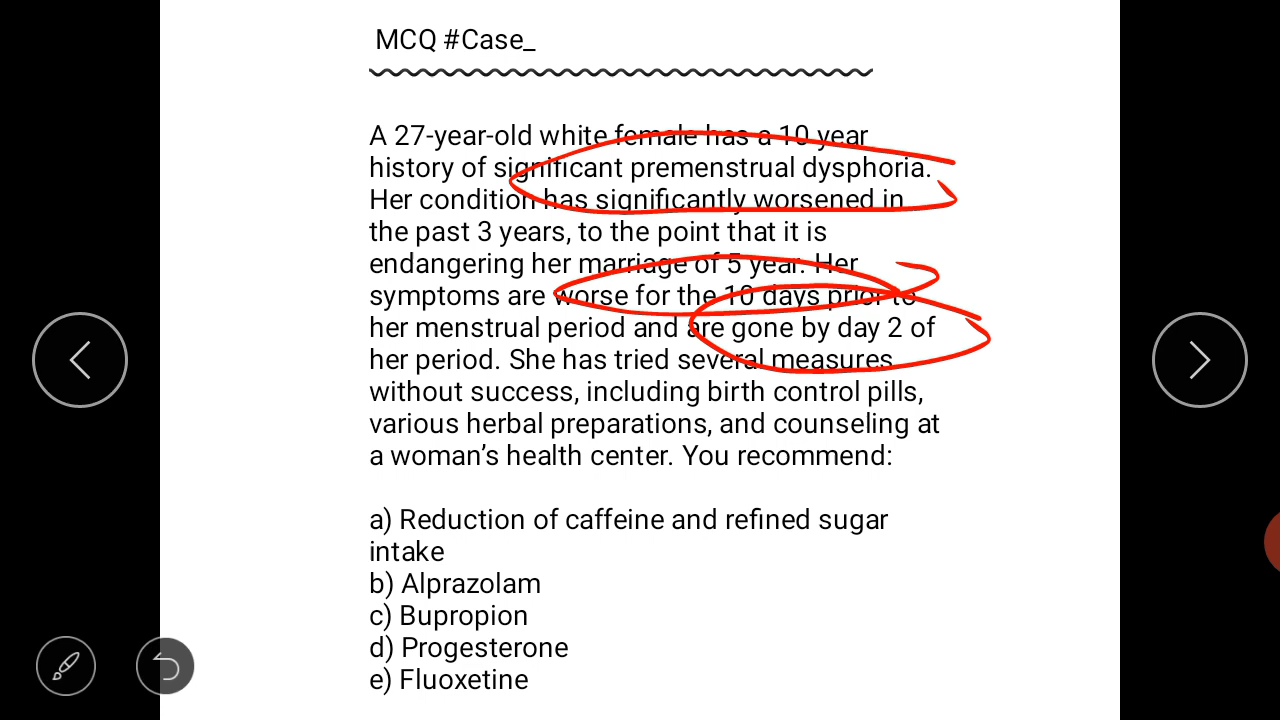 MCQ #Case_
A 27-year-old white female has a 10 year
history of significant premenstrual dysphoria.
Her condition has significantly worsened in
the past 3 years, to the point that it is
endangering her marriage of 5 year. Her
symptoms are worse for the 10 days prior to
her menstrual period and are gone by day 2 of
her period. She has tried several measures
without success, including birth control pills,
various herbal preparations, and counseling at
a woman’s health center. You recommend:
a) Reduction of caffeine and refined sugar
intake
b) Alprazolam
c) Bupropion
d) Progesterone
e) Fluoxetine